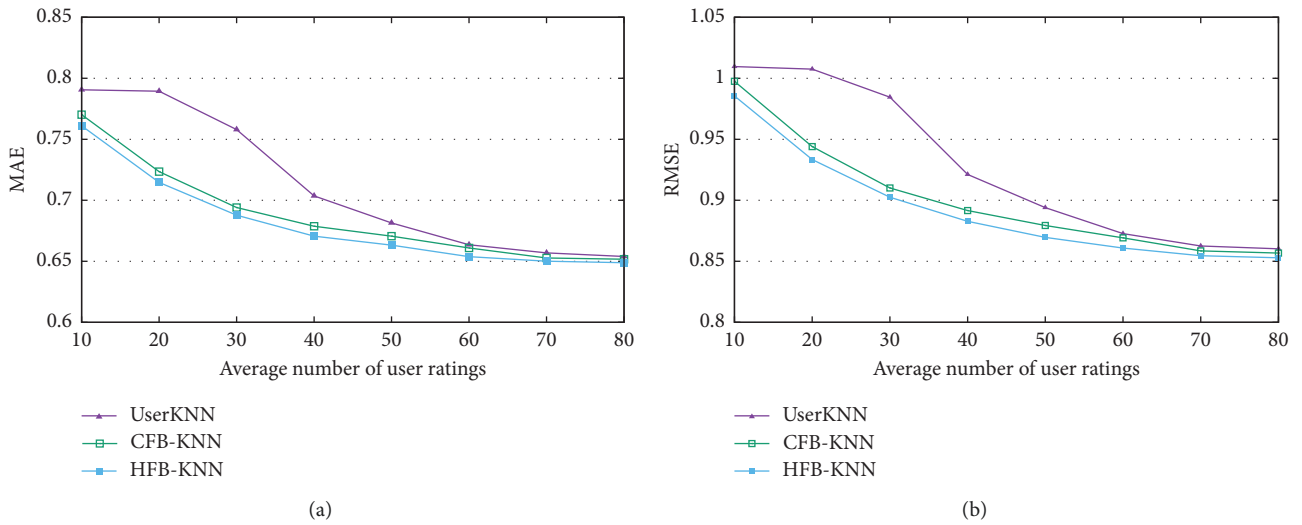 0.85
0.8
0.75
0.7
0.65
0.6
MAE
10 20 30 40 50 60 70 80
Average number of user ratings
UserKNN
CFB-KNN
HFB-KNN
(a)
1.05
1
0.95
0.9
0.85
0.8
RMSE
10 20 30 40 50 60 70 80
Average number of user ratings
UserKNN
CFB-KNN
HFB-KNN
(b)